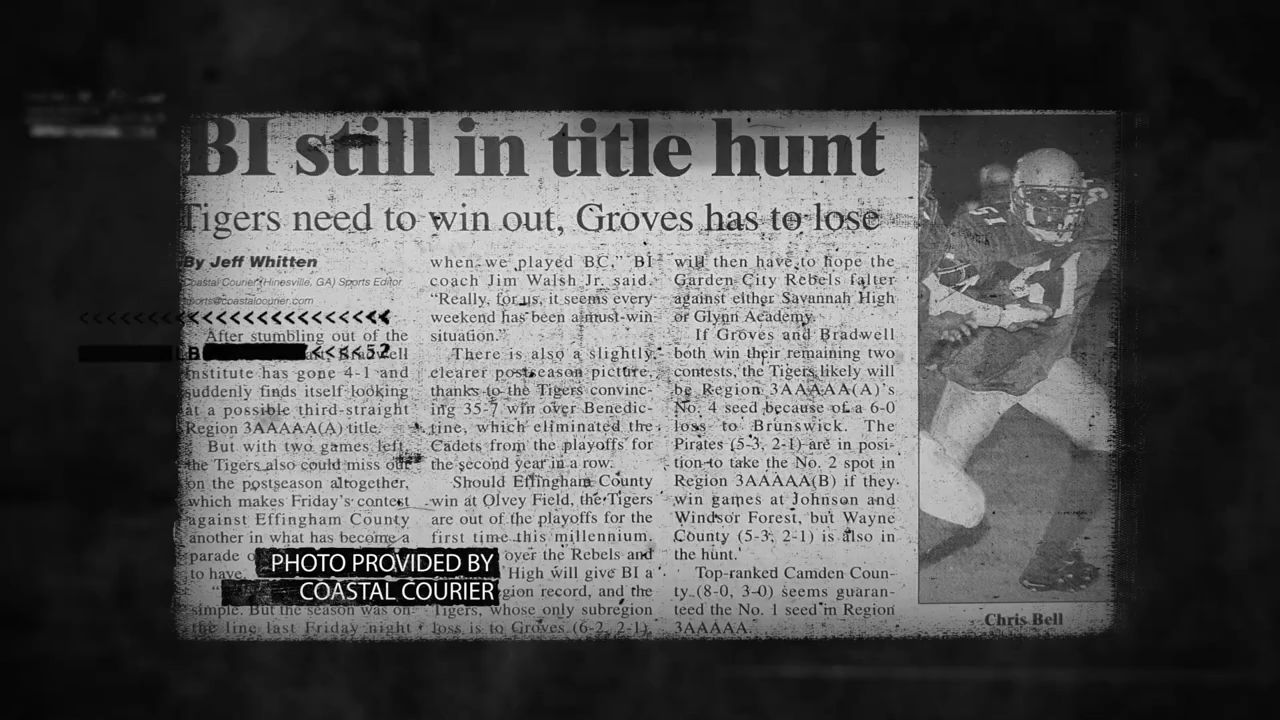 BI still in title hunt
Tigers need to win out, Groves has to lose
By Jeff Whitten
Coastal Courier (Hinesville, GA) Sports Editor
sports@coastalcourier.com
<<<<<<<<<<<<<<<<<<<<<<
After stumbling out of the
LB <<<52
Institute has gone 4-1 and
suddenly finds itself looking
at a possible third-straight
Region 3AAAAA(A) title.
But with two games left,
the Tigers also could miss out
on the postseason altogether,
which makes Friday's contest
against Effingham County
another in what has become a
parade
to have.
simple. But the season was on
the line last Friday night
when we played BC," BI
coach Jim Walsh Jr. said.
"Really, for us, it seems every-
weekend has been a must-win
situation."
There is also a slightly
clearer postseason picture,
thanks to the Tigers convinc-
ing 35-7 win over Benedic-
tine, which eliminated the
Cadets from the playoffs for
the second year in a row.
Should Effingham County
win at Olvey Field, the Tigers
are out of the playoffs for the
first time this millennium.
over the Rebels and
High will give BI a
region record, and the
Tigers, whose only subregion
loss is to Groves (6-2, 2-1),
will then have to hope the
Garden City Rebels falter
against either Savannah High
or Glynn Academy.
If Groves and Bradwell
both win their remaining two
contests, the Tigers likely will
be Region 3AAAAA(A)'s
No. 4 seed because of a 6-0
loss to Brunswick. The
Pirates (5-3, 2-1) are in posi-
tion to take the No. 2 spot in
Region 3AAAAA(B) if they
win games at Johnson and
Windsor Forest, but Wayne
County (5-3, 2-1) is also in
the hunt.
Top-ranked Camden Coun-
ty (8-0, 3-0) seems guaran-
teed the No. 1 seed in Region
3AAAAA.
51
Chris Bell
PHOTO PROVIDED BY
COASTAL COURIER